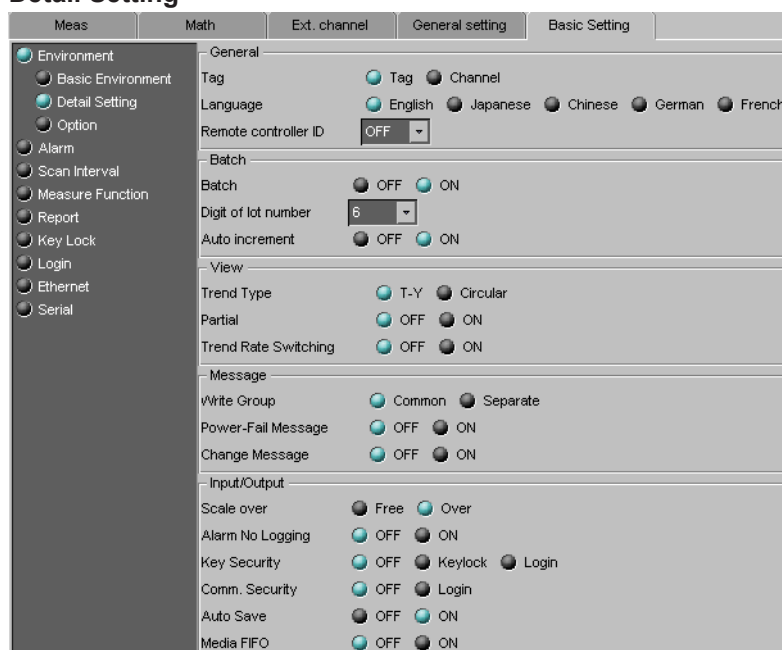 Detail Setting
Meas Math Ext. channel General setting Basic Setting
Environment
Basic Environment
Detail Setting
Option
Alarm
Scan Interval
Measure Function
Report
Key Lock
Login
Ethernet
Serial
General
Tag Tag Channel
Language English Japanese Chinese German French
Remote controller ID OFF
Batch
Batch OFF ON
Digit of lot number 6
Auto increment OFF ON
View
Trend Type T-Y Circular
Partial OFF ON
Trend Rate Switching OFF ON
Message
Write Group Common Separate
Power-Fail Message OFF ON
Change Message OFF ON
Input/Output
Scale over Free Over
Alarm No Logging OFF ON
Key Security OFF Keylock Login
Comm. Security OFF Login
Auto Save OFF ON
Media FIFO OFF ON